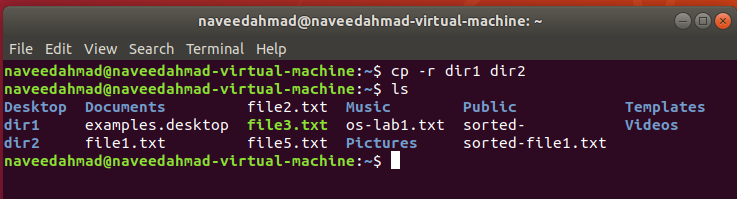 naveedahmad@naveedahmad-virtual-machine: ~
File Edit View Search Terminal Help
naveedahmad@naveedahmad-virtual-machine:~$ cp -r dir1 dir2
naveedahmad@naveedahmad-virtual-machine:~$ ls
Desktop Documents file2.txt Music Public Templates
dir1 examples.desktop file3.txt os-lab1.txt sorted- Videos
dir2 file1.txt file5.txt Pictures sorted-file1.txt
naveedahmad@naveedahmad-virtual-machine:~$